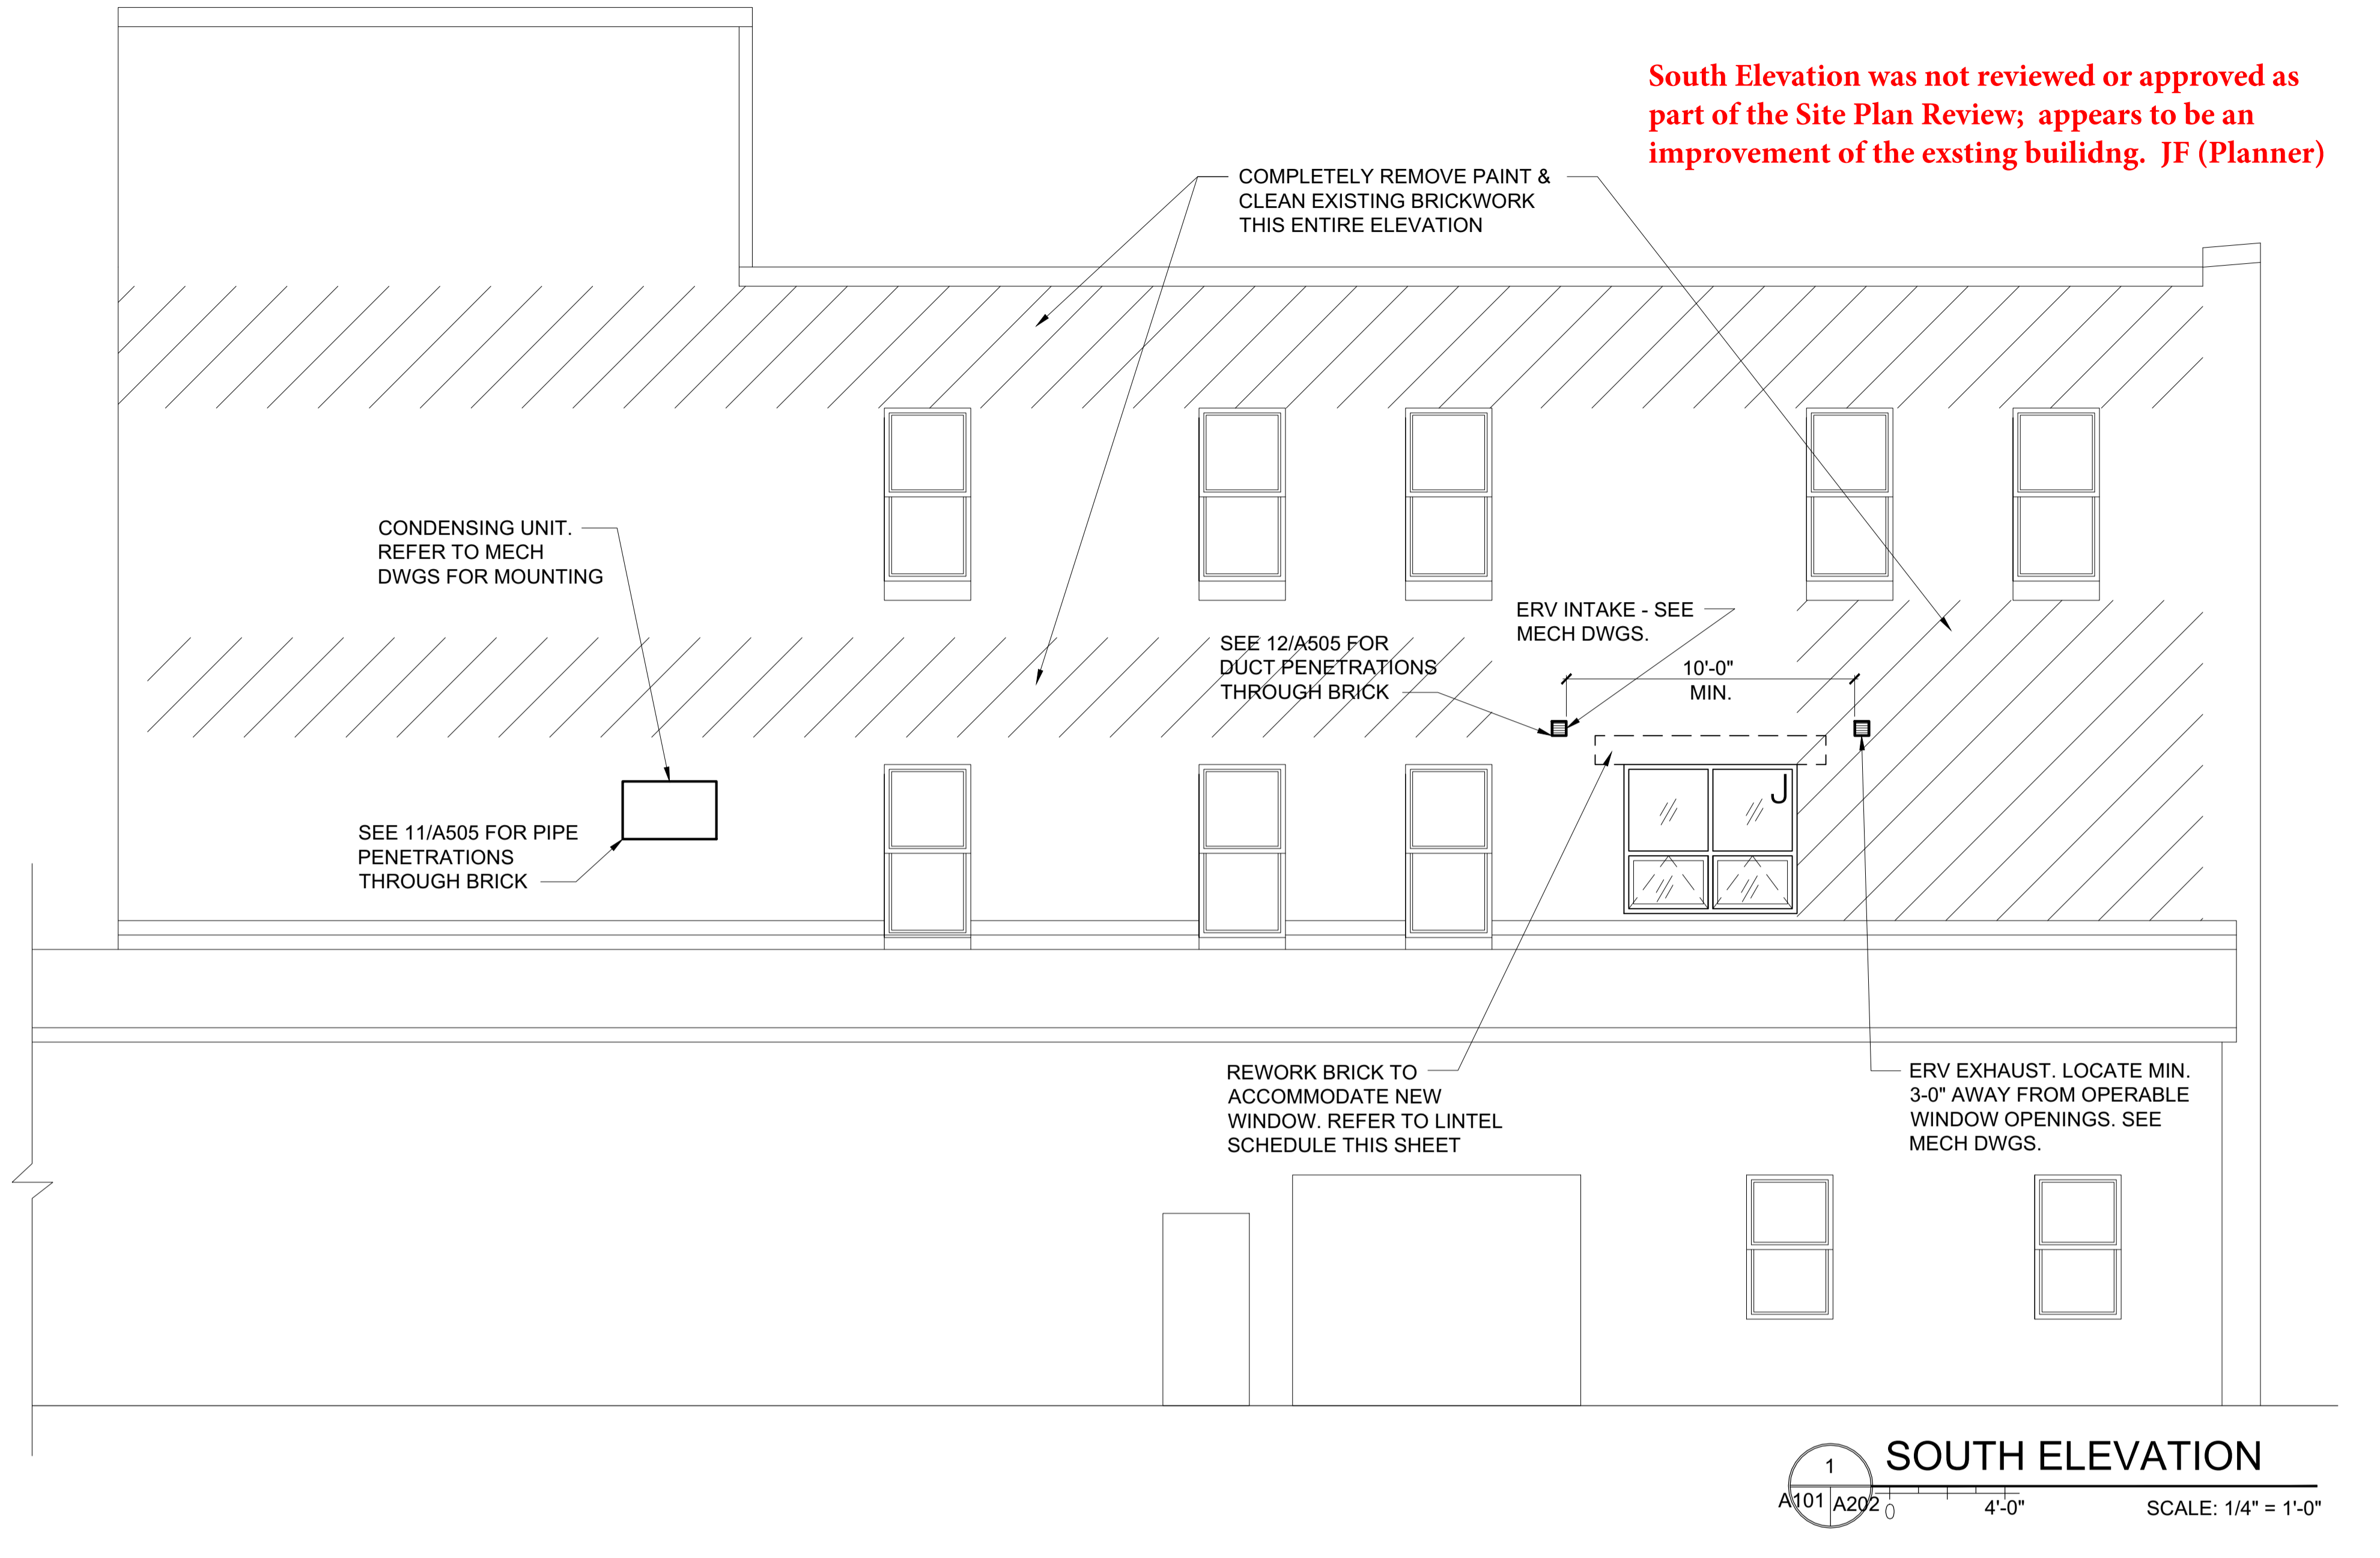 South Elevation was not reviewed or approved as
part of the Site Plan Review;  appears to be an
improvement of the exsting builidng.  JF (Planner)
COMPLETELY REMOVE PAINT &
CLEAN EXISTING BRICKWORK
THIS ENTIRE ELEVATION
CONDENSING UNIT.
REFER TO MECH
DWGS FOR MOUNTING
ERV INTAKE - SEE
MECH DWGS.
SEE 12/A505 FOR
DUCT PENETRATIONS
THROUGH BRICK
10'-0"
MIN.
J
SEE 11/A505 FOR PIPE
PENETRATIONS
THROUGH BRICK
REWORK BRICK TO
ACCOMMODATE NEW
WINDOW. REFER TO LINTEL
SCHEDULE THIS SHEET
ERV EXHAUST. LOCATE MIN.
3-0" AWAY FROM OPERABLE
WINDOW OPENINGS. SEE
MECH DWGS.
1
SOUTH ELEVATION
A101 A202
0 4'-0"
SCALE: 1/4" = 1'-0"